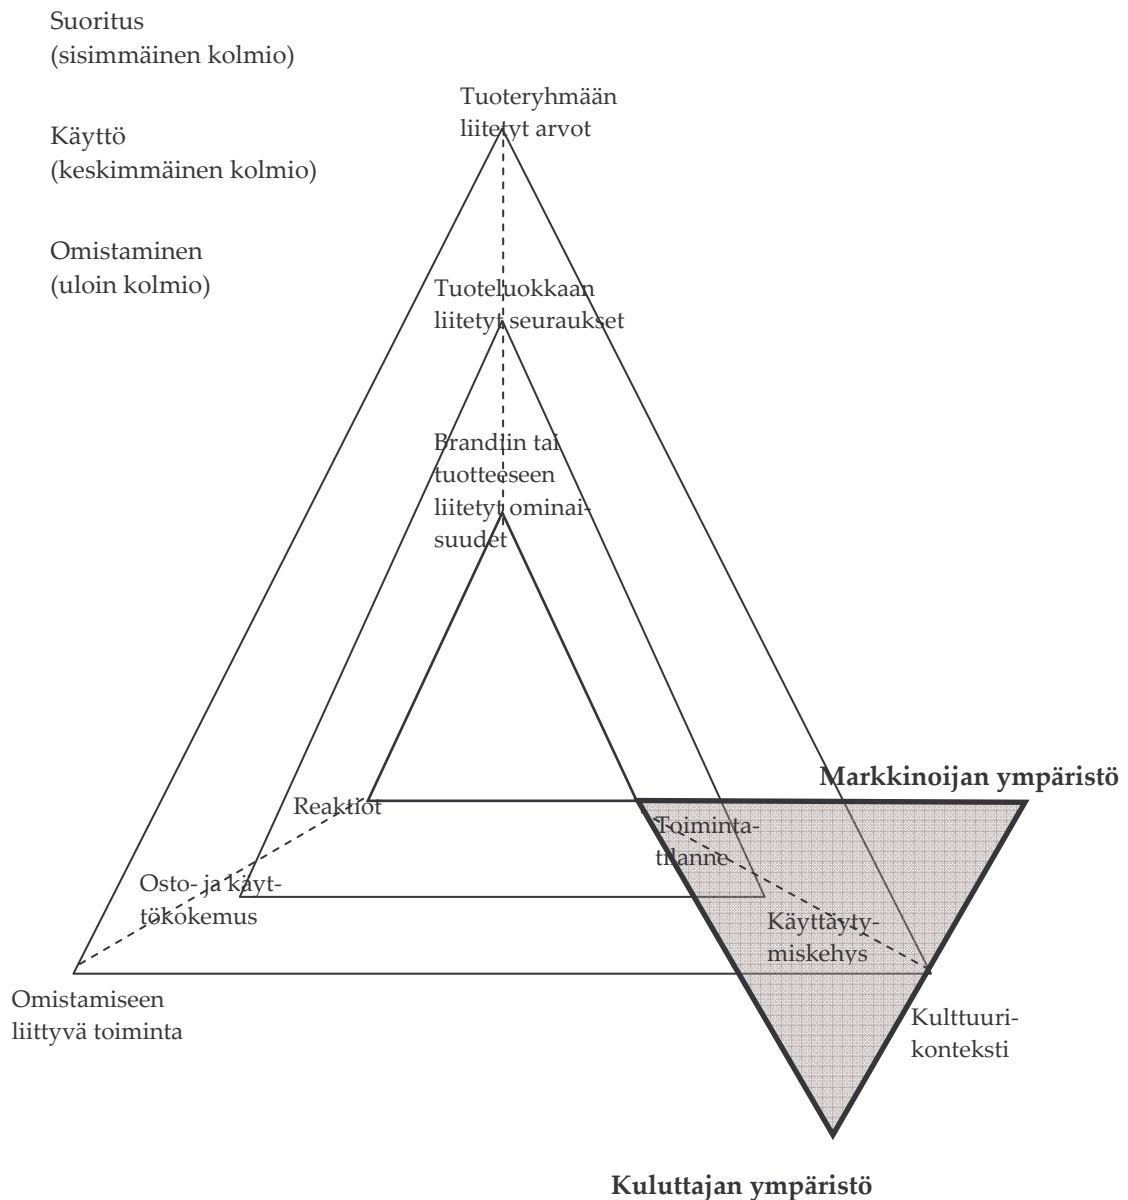 Suoritus
(sisimmäinen kolmio)
Tuoteryhmään
liitetyt arvot
Käyttö
(keskimmäinen kolmio)
Omistaminen
(uloin kolmio)
Tuoteluokkaan
liitetyt seuraukset
Brandiin tai
tuotteeseen
liitetyt ominai-
suudet
Markkinoijan ympäristö
Reaktiot
Toiminta-
tilanne
Osto- ja käyt-
tökokemus
Käyttäyty-
miskehys
Omistamiseen
liittyvä toiminta
Kulttuuri-
konteksti
Kuluttajan ympäristö